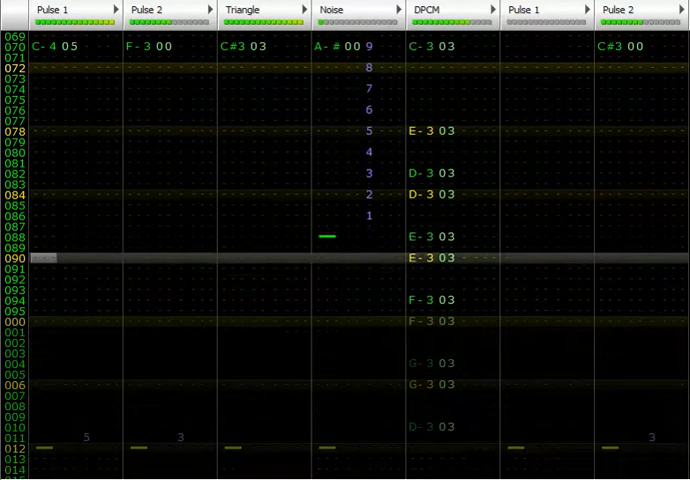 Pulse 1 Pulse 2 Triangle Noise DPCM Pulse 1 Pulse 2
069
070 C- 4 05 F- 3 00 C#3 03 A- # 00 9 C- 3 03 C#3 00
071
072 8
073
074 7
075
076 6
077
078 5 E- 3 03
079
080 4
081
082 3 D- 3 03
083
084 2 D- 3 03
085
086 1
087
088 E- 3 03
089
090 E- 3 03
091
092
093
094 F- 3 03
095
000 F- 3 03
001
002
003
004 G- 3 03
005
006 G- 3 03
007
008
009
010 D- 3 03
011 5 3 3
012
013
014